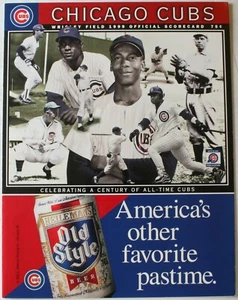 CHICAGO CUBS
WRIGLEY FIELD 1999 OFFICIAL SCORECARD
CUBS
CELEBRATING A CENTURY OF ALL-TIME CUBS
America's
other
favorite
pastime.
HEILEMAN'S
Old
Style
BEER